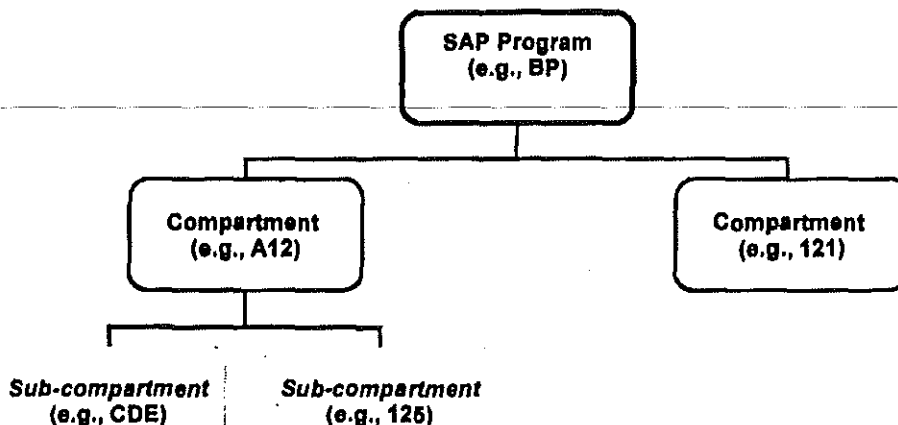 SAP Program
(e.g., BP)
Compartment
(e.g., A12)
Compartment
(e.g., 121)
Sub-compartment
(e.g., CDE)
Sub-compartment
(e.g., 125)